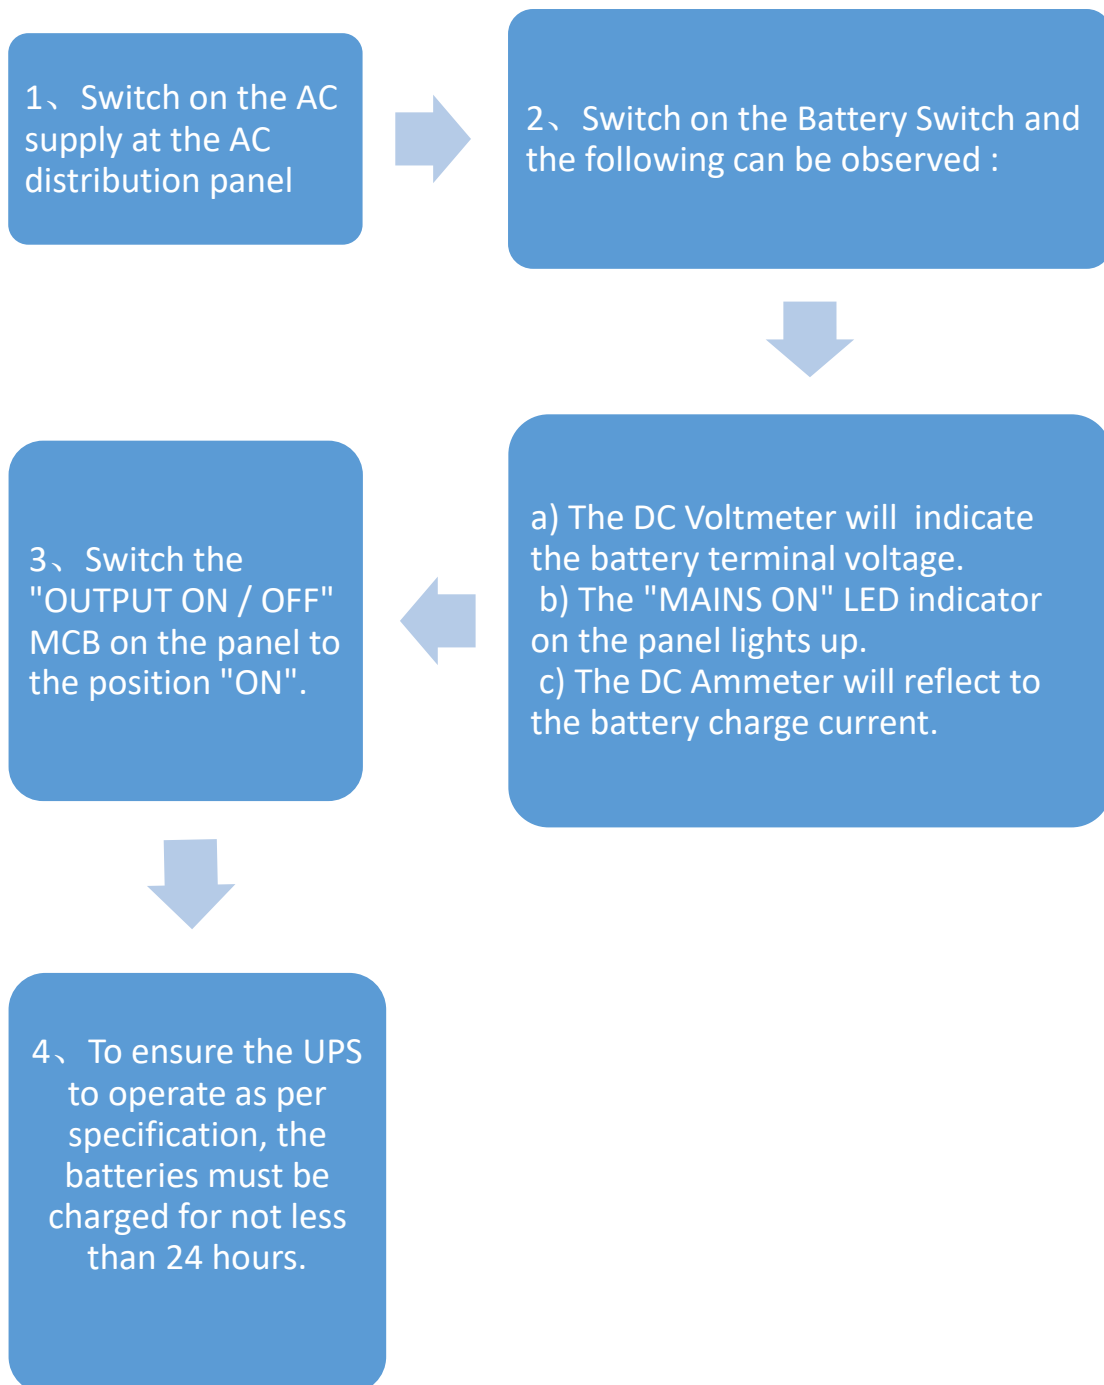 1、Switch on the AC
supply at the AC
distribution panel
2、Switch on the Battery Switch and
the following can be observed :
a) The DC Voltmeter will  indicate
the battery terminal voltage.
b) The "MAINS ON" LED indicator
on the panel lights up.
c) The DC Ammeter will reflect to
the battery charge current.
3、Switch the
"OUTPUT ON / OFF"
MCB on the panel to
the position "ON".
4、To ensure the UPS
to operate as per
specification, the
batteries must be
charged for not less
than 24 hours.